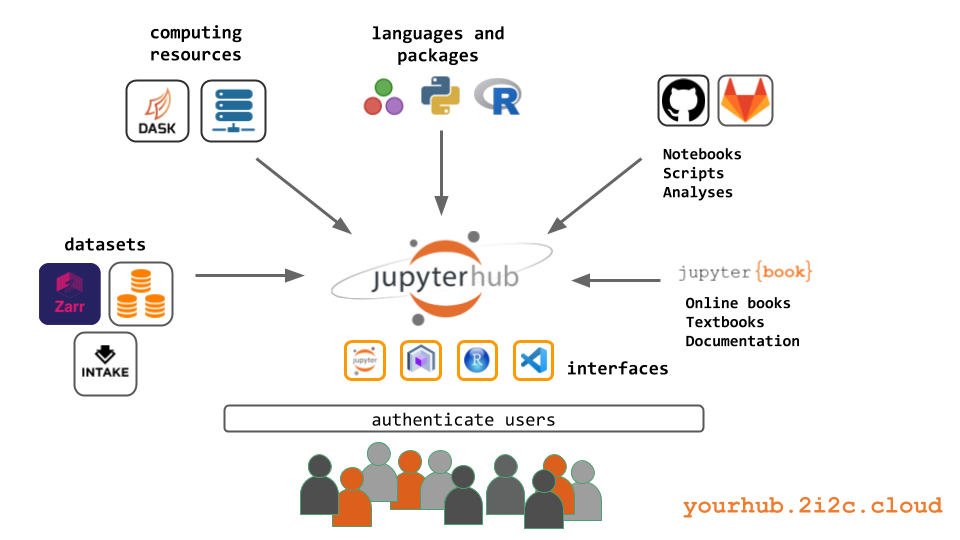 computing
resources
languages and
packages
DASK
R
Notebooks
Scripts
Analyses
datasets
Zarr
INTAKE
jupyterhub
jupyter {book}
Online books
Textbooks
Documentation
jupyter
R
interfaces
authenticate users
yourhub.2i2c.cloud